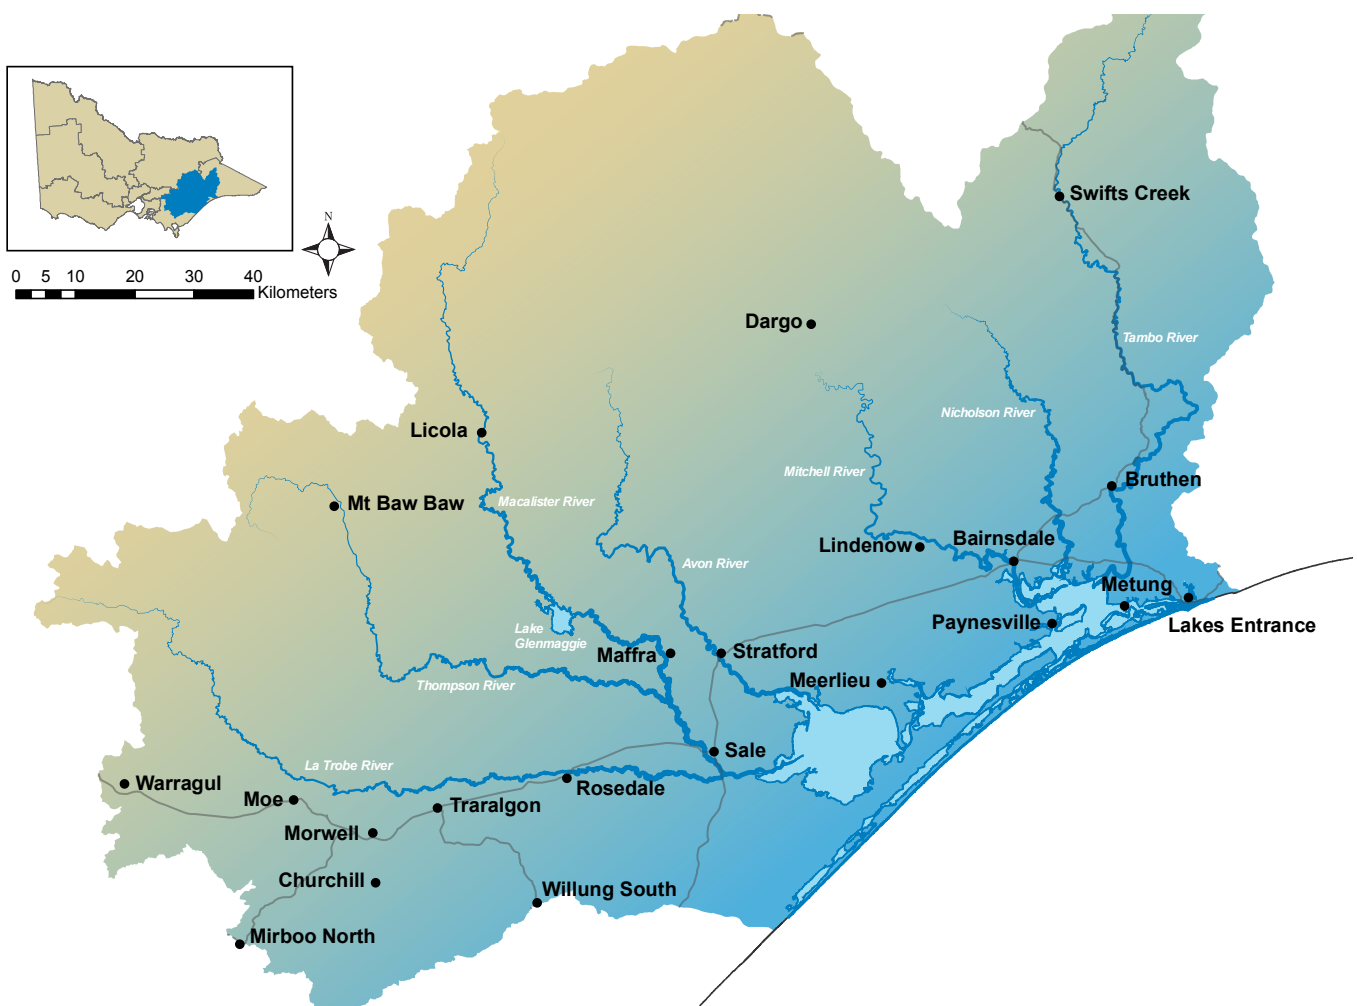 N
0 5 10 20 30 40
Kilometers
Swifts Creek
Dargo
Tambo River
Nicholson River
Licola
Mitchell River
Bruthen
Mt Baw Baw
Macalister River
Bairnsdale
Lindenow
Avon River
Metung
Paynesville
Lakes Entrance
Lake
Glenmaggie
Maffra
Stratford
Meerlieu
Thompson River
Sale
La Trobe River
Warragul
Rosedale
Moe
Traralgon
Morwell
Churchill
Willung South
Mirboo North